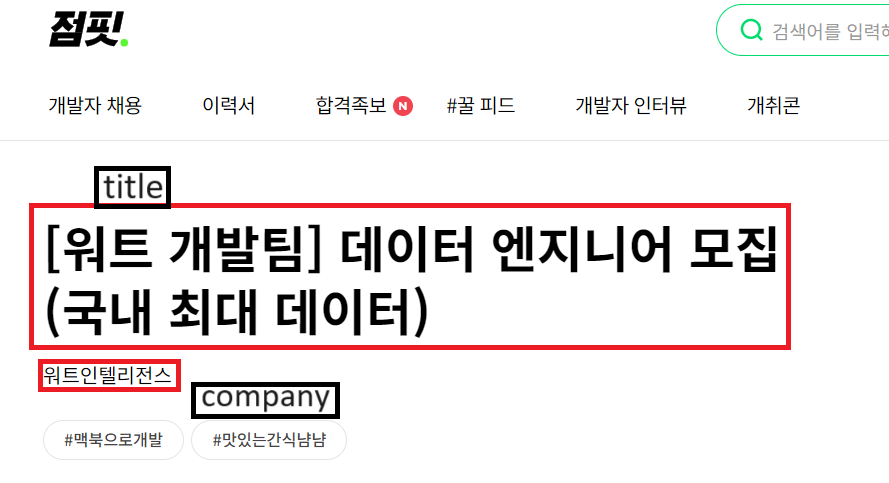 점핏.
검색어를 입력해
개발자 채용 이력서 합격족보 N #꿀 피드 개발자 인터뷰 개취콘
title
[워트 개발팀] 데이터 엔지니어 모집
(국내 최대 데이터)
워트인텔리전스
company
#맥북으로개발 #맛있는간식냠냠